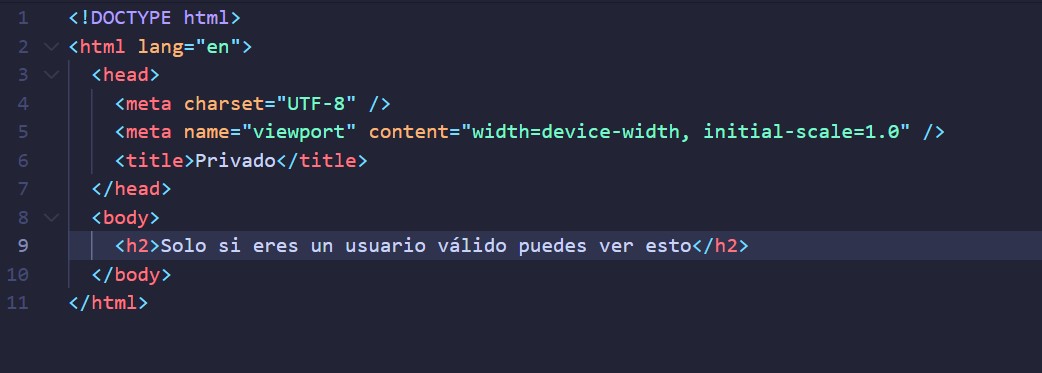 1 <!DOCTYPE html>
2 <html lang="en">
3 <head>
4 <meta charset="UTF-8" />
5 <meta name="viewport" content="width=device-width, initial-scale=1.0" />
6 <title>Privado</title>
7 </head>
8 <body>
9 <h2>Solo si eres un usuario válido puedes ver esto</h2>
10 </body>
11 </html>